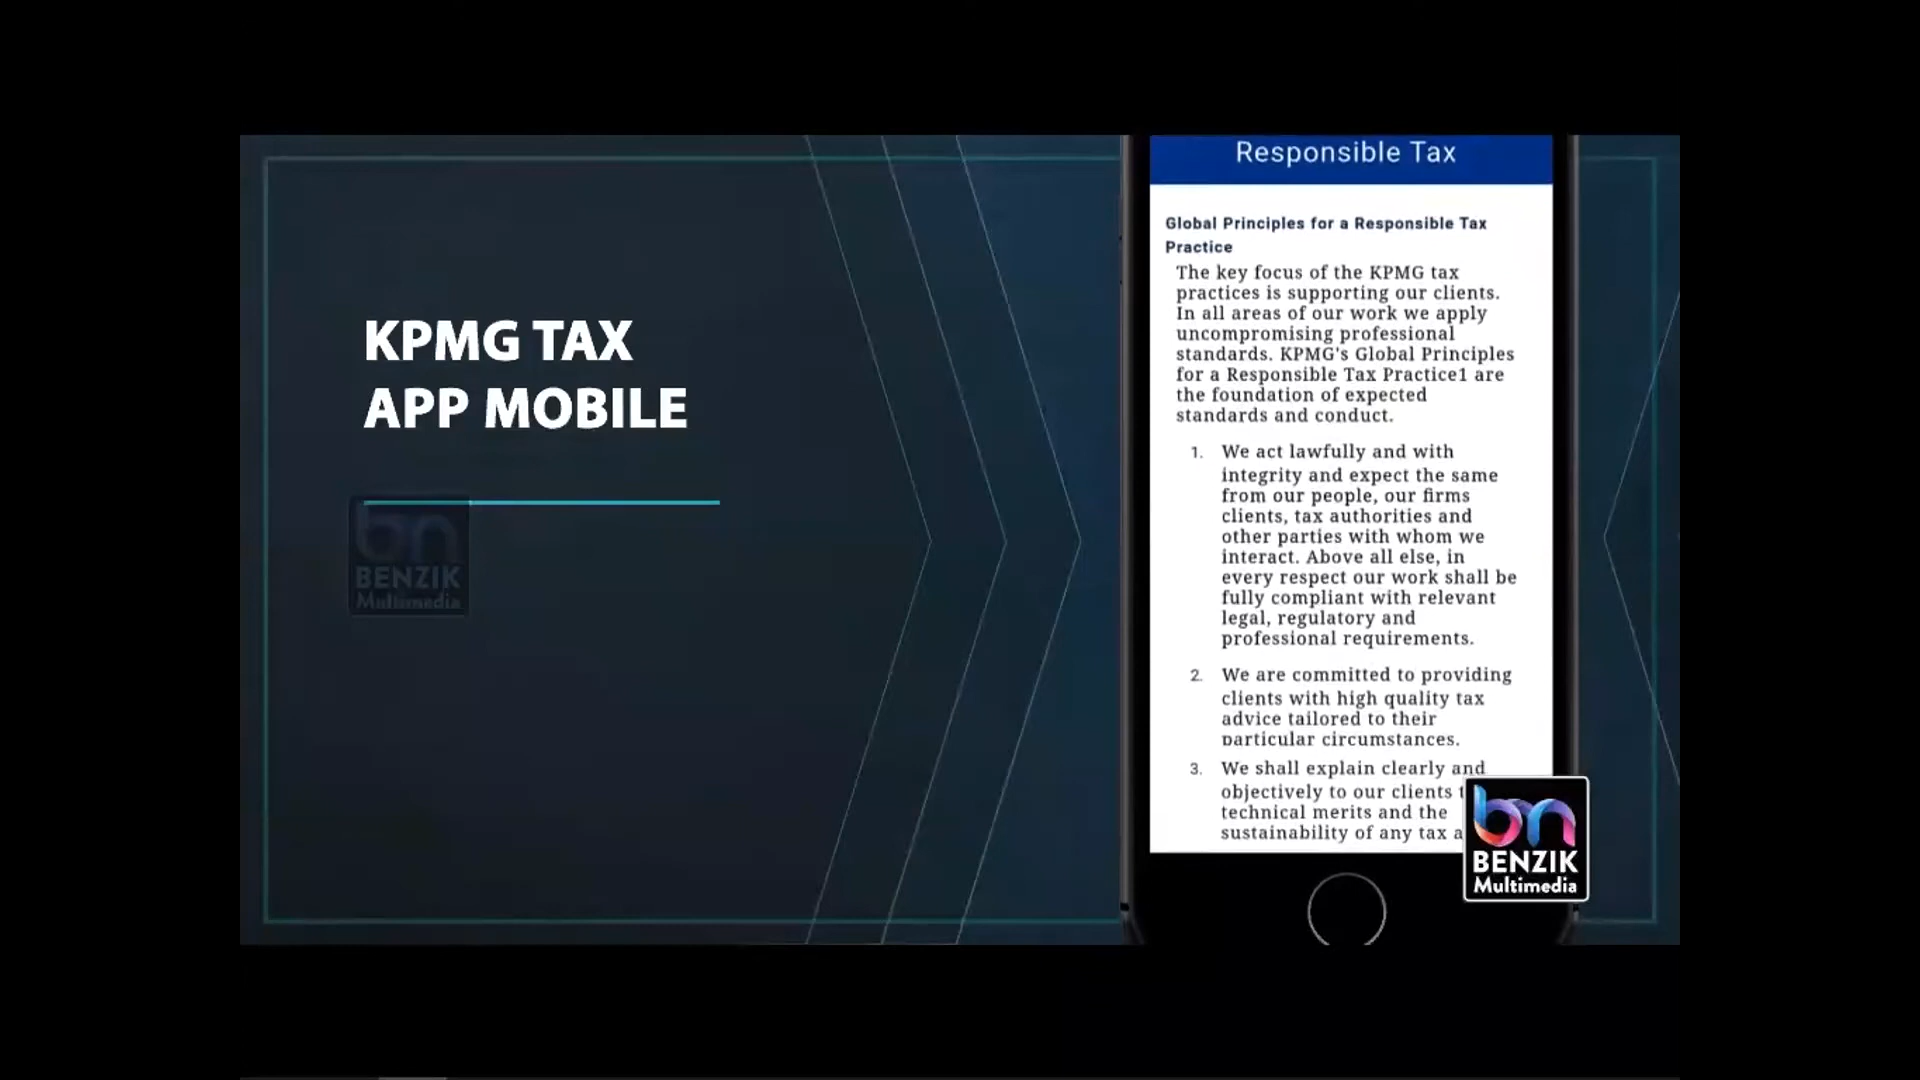 KPMG TAX
APP MOBILE
bn
BENZIK
Multimedia
Responsible Tax
Global Principles for a Responsible Tax
Practice
The key focus of the KPMG tax
practices is supporting our clients.
In all areas of our work we apply
uncompromising professional
standards. KPMG's Global Principles
for a Responsible Tax Practice1 are
the foundation of expected
standards and conduct.
1. We act lawfully and with
integrity and expect the same
from our people, our firms
clients, tax authorities and
other parties with whom we
interact. Above all else, in
every respect our work shall be
fully compliant with relevant
legal, regulatory and
professional requirements.
2. We are committed to providing
clients with high quality tax
advice tailored to their
particular circumstances.
3. We shall explain clearly and
objectively to our clients
technical merits and the
sustainability of any tax
bn
BENZIK
Multimedia